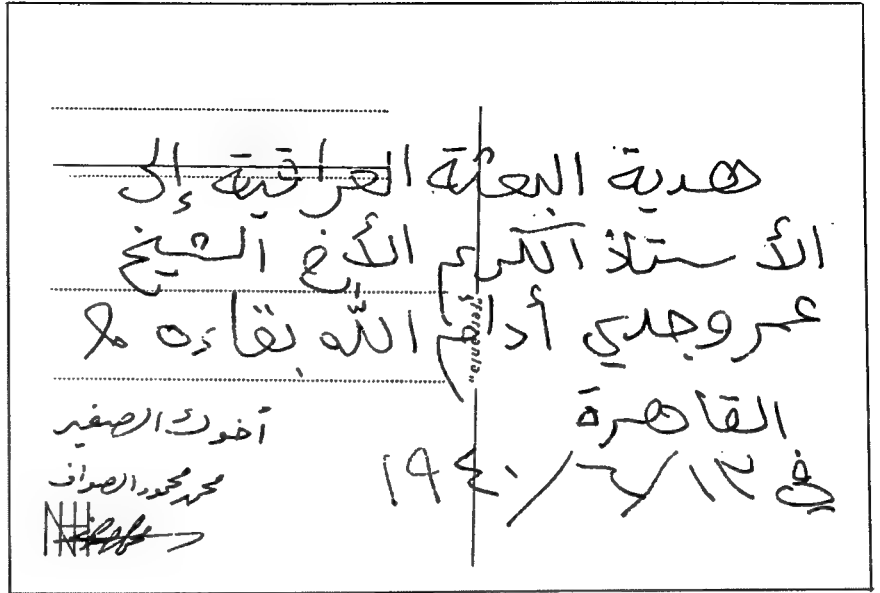 هدية البعثة العراقية إلى
الأستاذ الكريم الأخ الشيخ
عمر وجدي أدام الله بقاءه
القاهرة
في ١٣/٦/١٩٤٠
أخوك الصغير
محمد محمود الصواف